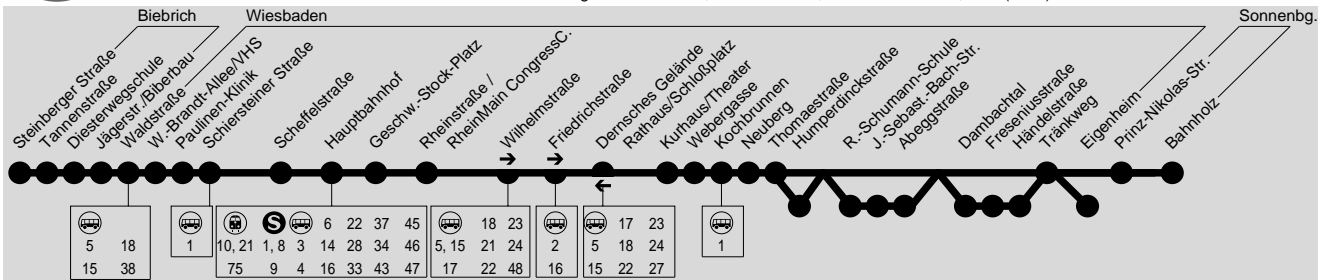 Biebrich
Wiesbaden
Sonnenbg.
Steinberger Straße
Tannenstraße
Diesterwegschule
Jägerstr./Biberbau
Waldstraße
W.-Brandt-Allee/VHS
Paulinen-Klinik
Schiersteiner Straße
Scheffelstraße
Hauptbahnhof
Geschw.-Stock-Platz
Rheinstraße /
RheinMain CongressC.
Wilhelmstraße
Friedrichstraße
Dernsches Gelände
Rathaus/Schloßplatz
Kurhaus/Theater
Webergasse
Kochbrunnen
Neuberg
Thomaestraße
Humperdinckstraße
R.-Schumann-Schule
J.-Sebast.-Bach-Str.
Abeggstraße
Dambachtal
Freseniusstraße
Händelstraße
Tränkweg
Eigenheim
Prinz-Nikolas-Str.
Bahnholz
5 18
15 38
1
S 6 22 37 45
10, 21 1, 8 3 14 28 34 46
75 9 4 16 33 43 47
18 23
5, 15 21 24
17 22 48
2
16
17 23
5 18 24
15 22 27
1